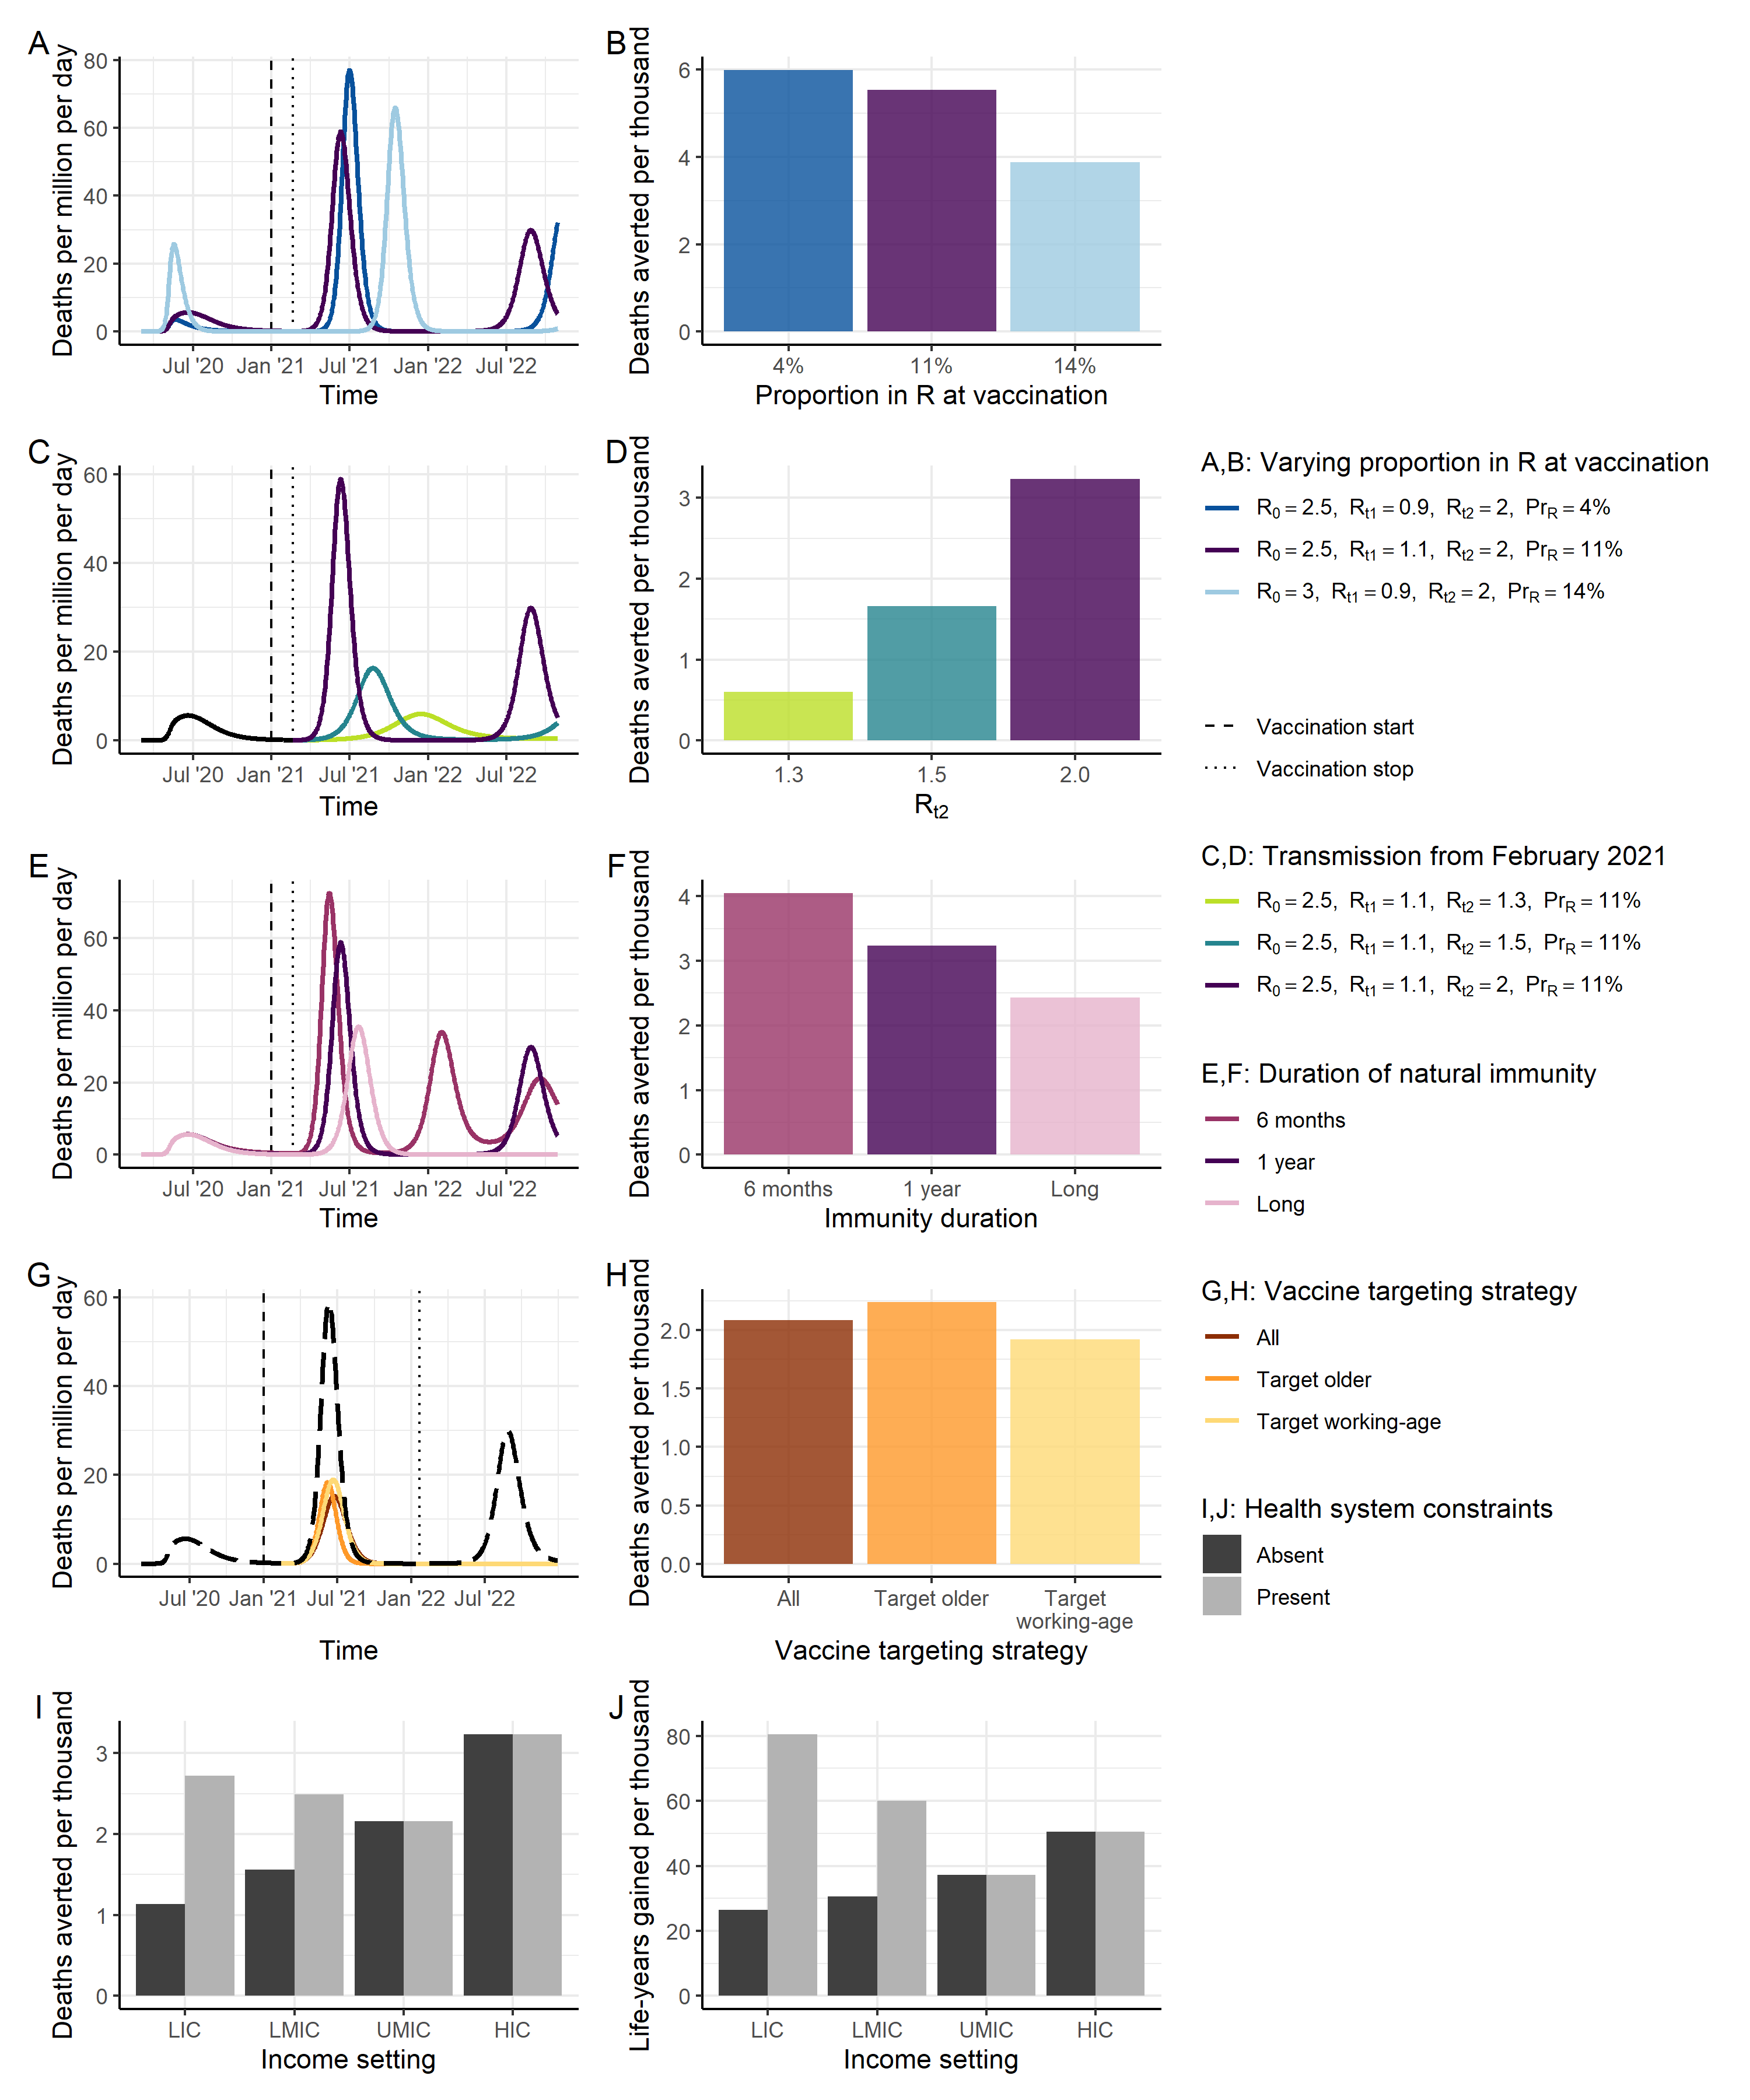 A
Deaths per million per day
80
60
40
20
0
Jul '20 Jan '21 Jul '21 Jan '22 Jul '22
Time
B
Deaths averted per thousand
6
4
2
0
4% 11% 14%
Proportion in R at vaccination
C
Deaths per million per day
60
40
20
0
Jul '20 Jan '21 Jul '21 Jan '22 Jul '22
Time
D
Deaths averted per thousand
3
2
1
0
1.3 1.5 2.0
Rt2
E
Deaths per million per day
60
40
20
0
Jul '20 Jan '21 Jul '21 Jan '22 Jul '22
Time
F
Deaths averted per thousand
4
3
2
1
0
6 months 1 year Long
Immunity duration
G
Deaths per million per day
60
40
20
0
Jul '20 Jan '21 Jul '21 Jan '22 Jul '22
Time
H
Deaths averted per thousand
2.0
1.5
1.0
0.5
0.0
All Target older Target
working-age
Vaccine targeting strategy
I
Deaths averted per thousand
3
2
1
0
LIC LMIC UMIC HIC
Income setting
J
Life-years gained per thousand
80
60
40
20
0
LIC LMIC UMIC HIC
Income setting
A,B: Varying proportion in R at vaccination
R0 = 2.5, Rt1 = 0.9, Rt2 = 2, PrR = 4%
R0 = 2.5, Rt1 = 1.1, Rt2 = 2, PrR = 11%
R0 = 3, Rt1 = 0.9, Rt2 = 2, PrR = 14%
Vaccination start
Vaccination stop
C,D: Transmission from February 2021
R0 = 2.5, Rt1 = 1.1, Rt2 = 1.3, PrR = 11%
R0 = 2.5, Rt1 = 1.1, Rt2 = 1.5, PrR = 11%
R0 = 2.5, Rt1 = 1.1, Rt2 = 2, PrR = 11%
E,F: Duration of natural immunity
6 months
1 year
Long
G,H: Vaccine targeting strategy
All
Target older
Target working-age
I,J: Health system constraints
Absent
Present